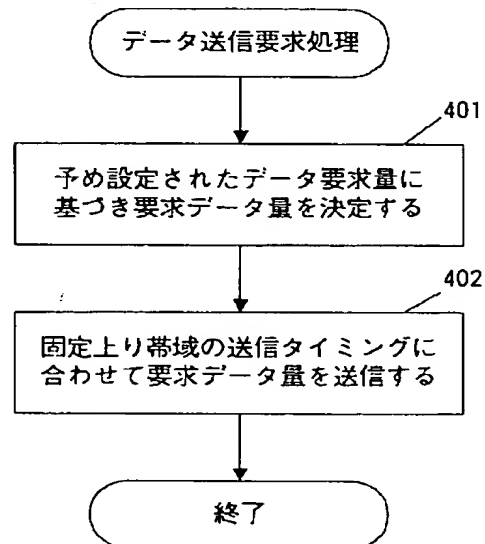 データ送信要求処理
401
予め設定されたデータ要求量に
基づき要求データ量を決定する
402
固定上り帯域の送信タイミングに
合わせて要求データ量を送信する
終了